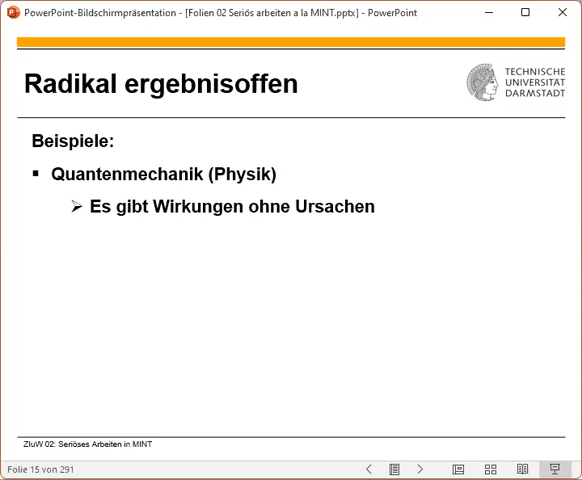 PowerPoint-Bildschirmpräsentation - [Folien 02 Seriös arbeiten a la MINT.pptx] - PowerPoint
Radikal ergebnisoffen
TECHNISCHE
UNIVERSITÄT
DARMSTADT
Beispiele:
▪ Quantenmechanik (Physik)
➢ Es gibt Wirkungen ohne Ursachen
ZIuW 02: Seriöses Arbeiten in MINT
Folie 15 von 291